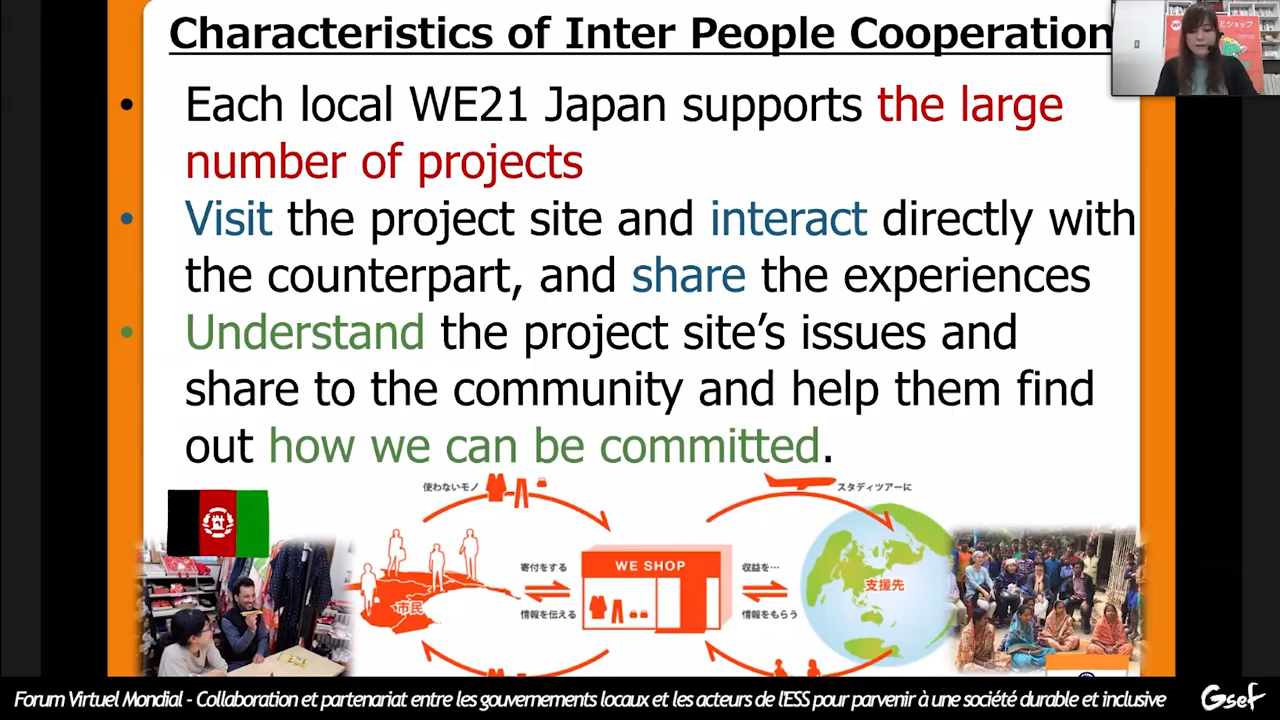 Characteristics of Inter People Cooperation
• Each local WE21 Japan supports the large
number of projects
• Visit the project site and interact directly with
the counterpart, and share the experiences
• Understand the project site's issues and
share to the community and help them find
out how we can be committed.
使わないモノ
スタディツアーに
寄付をする
WE SHOP
収益を…
市民
支援先
情報を伝える
情報をもらう
Forum Virtuel Mondial - Collaboration et partenariat entre les gouvernements locaux et les acteurs de l'ESS pour parvenir à une société durable et inclusive
Gsef